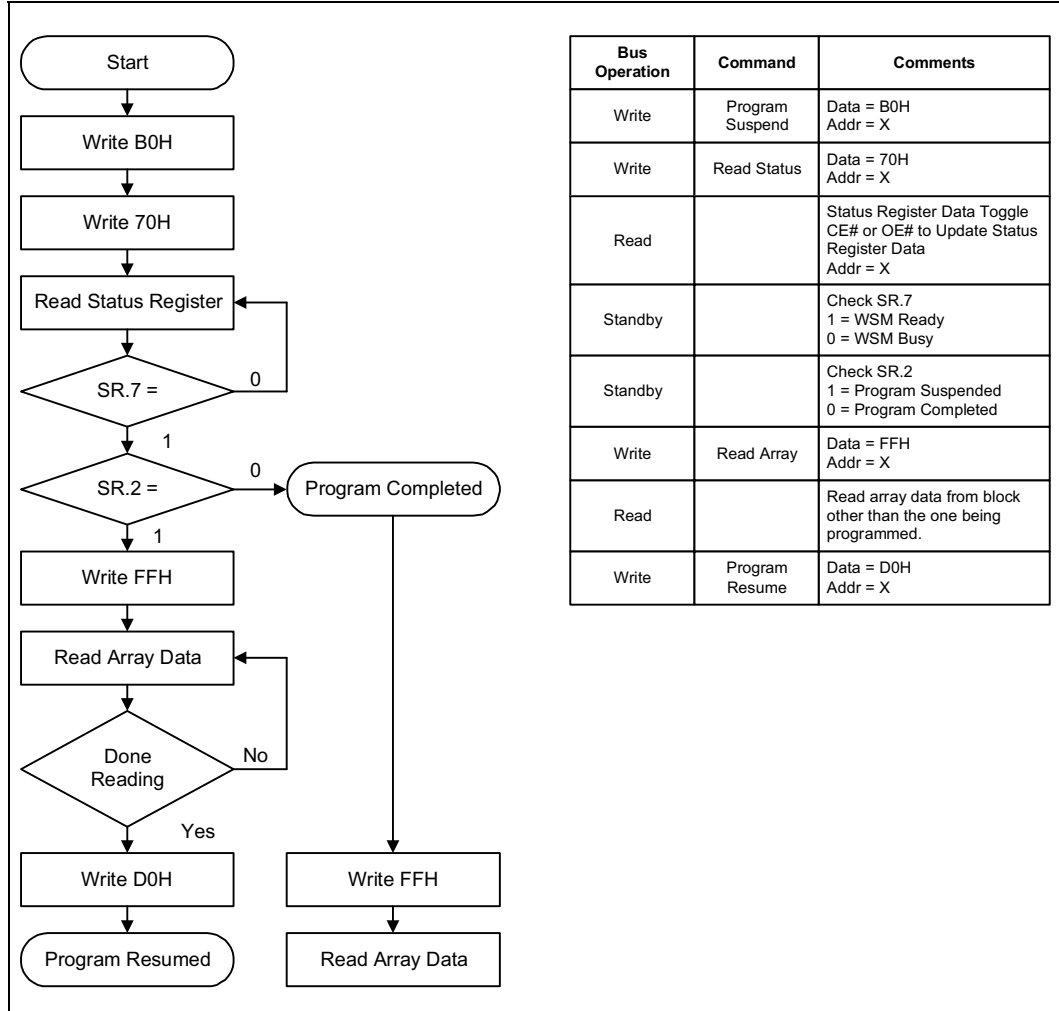 Start
Write B0H
Write 70H
Read Status Register
SR.7 =
0
1
SR.2 =
0
Program Completed
1
Write FFH
Read Array Data
Done
Reading
No
Yes
Write D0H
Write FFH
Program Resumed
Read Array Data
Bus
Operation
Command
Comments
Write
Program
Suspend
Data = B0H
Addr = X
Write
Read Status
Data = 70H
Addr = X
Read
Status Register Data Toggle
CE# or OE# to Update Status
Register Data
Addr = X
Standby
Check SR.7
1 = WSM Ready
0 = WSM Busy
Standby
Check SR.2
1 = Program Suspended
0 = Program Completed
Write
Read Array
Data = FFH
Addr = X
Read
Read array data from block
other than the one being
programmed.
Write
Program
Resume
Data = D0H
Addr = X